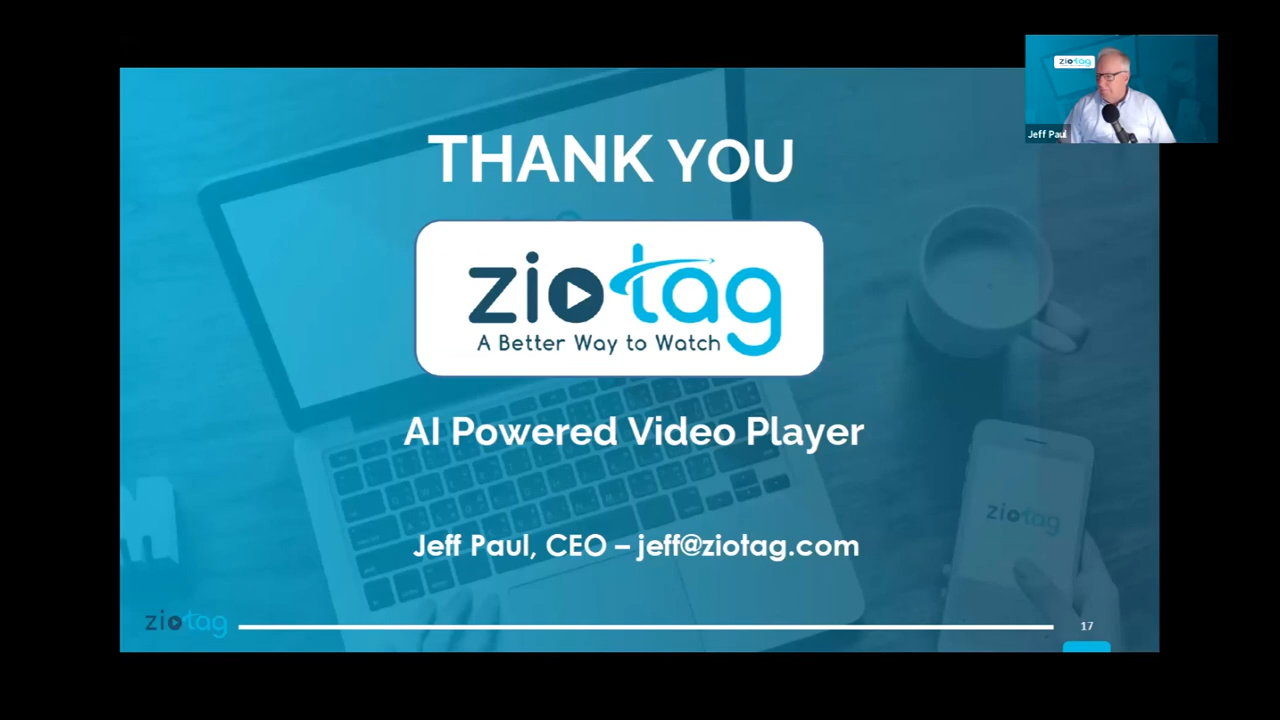 ziotag
Jeff Paul
THANK YOU
ziotag
A Better Way to Watch
AI Powered Video Player
ziotag
Jeff Paul, CEO – jeff@ziotag.com
ziotag
17